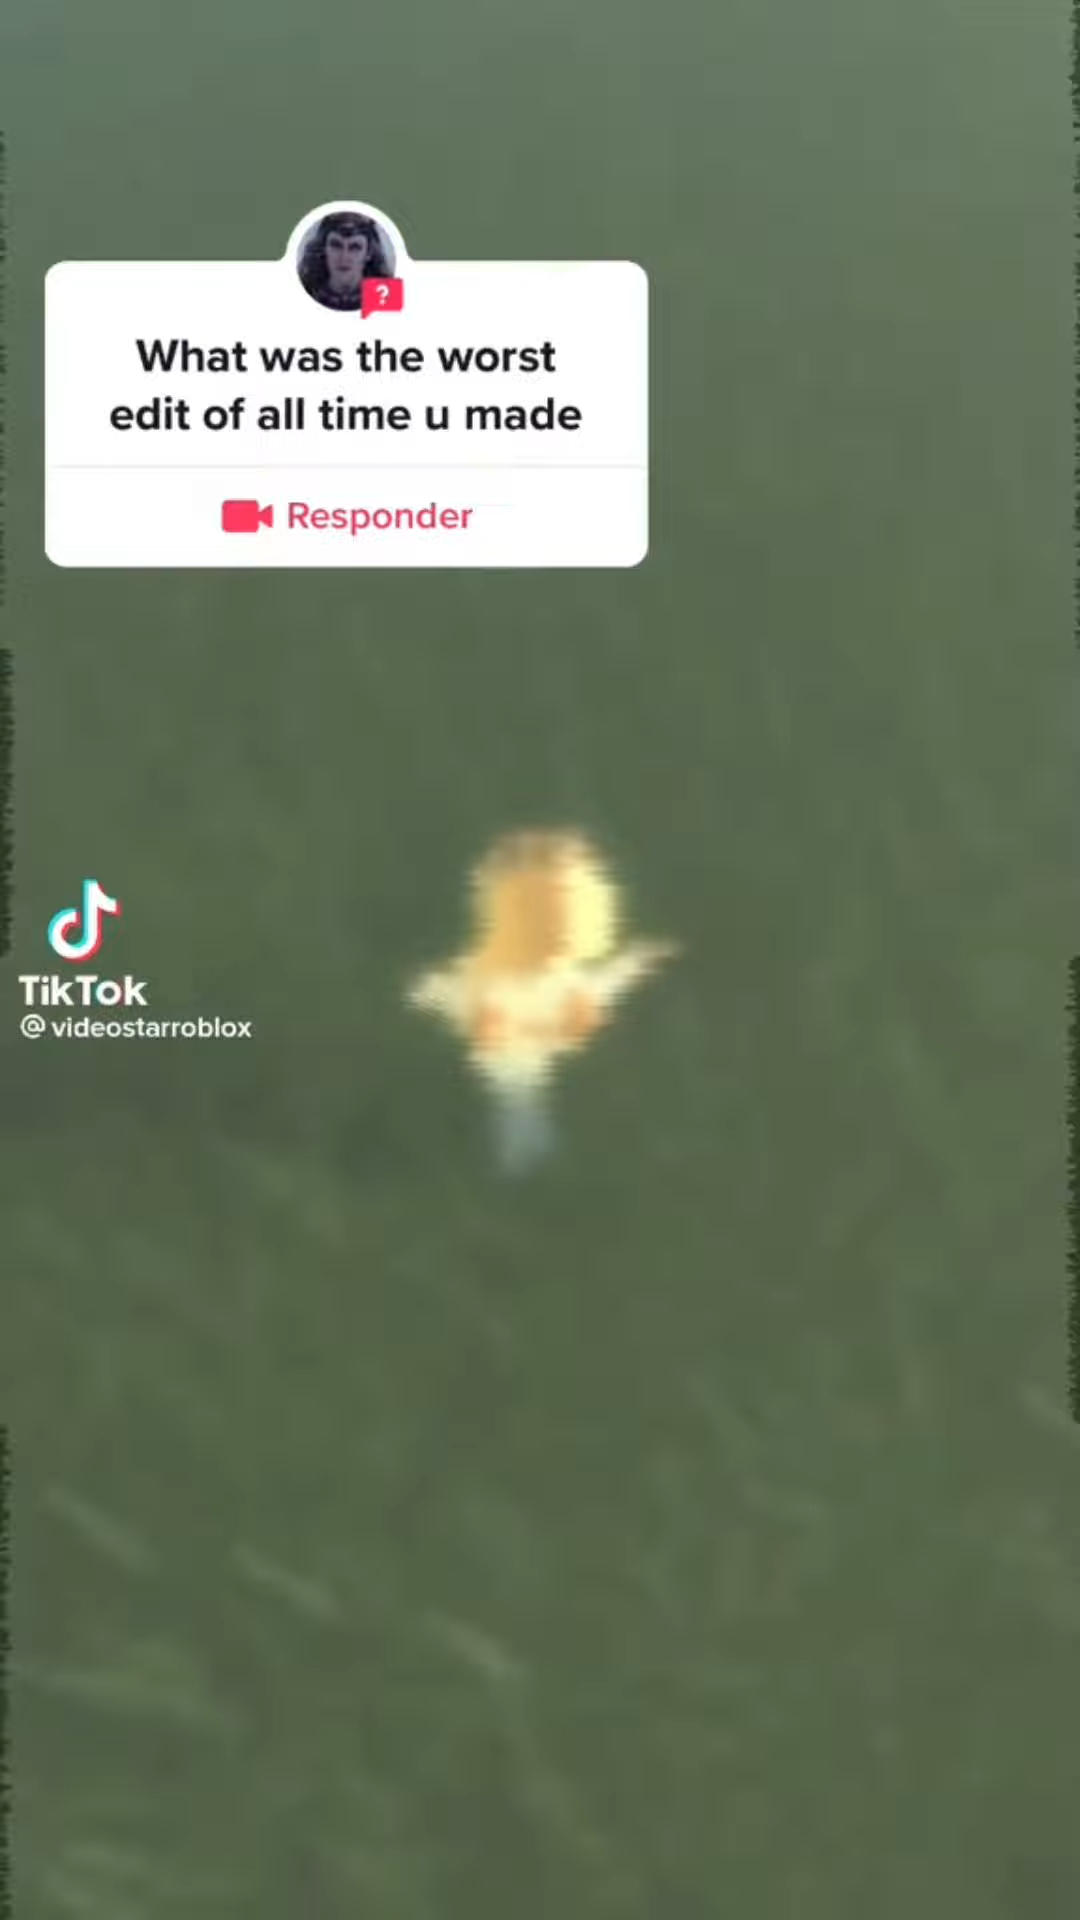 ?
What was the worst
edit of all time u made
Responder
TikTok
@videostarroblox